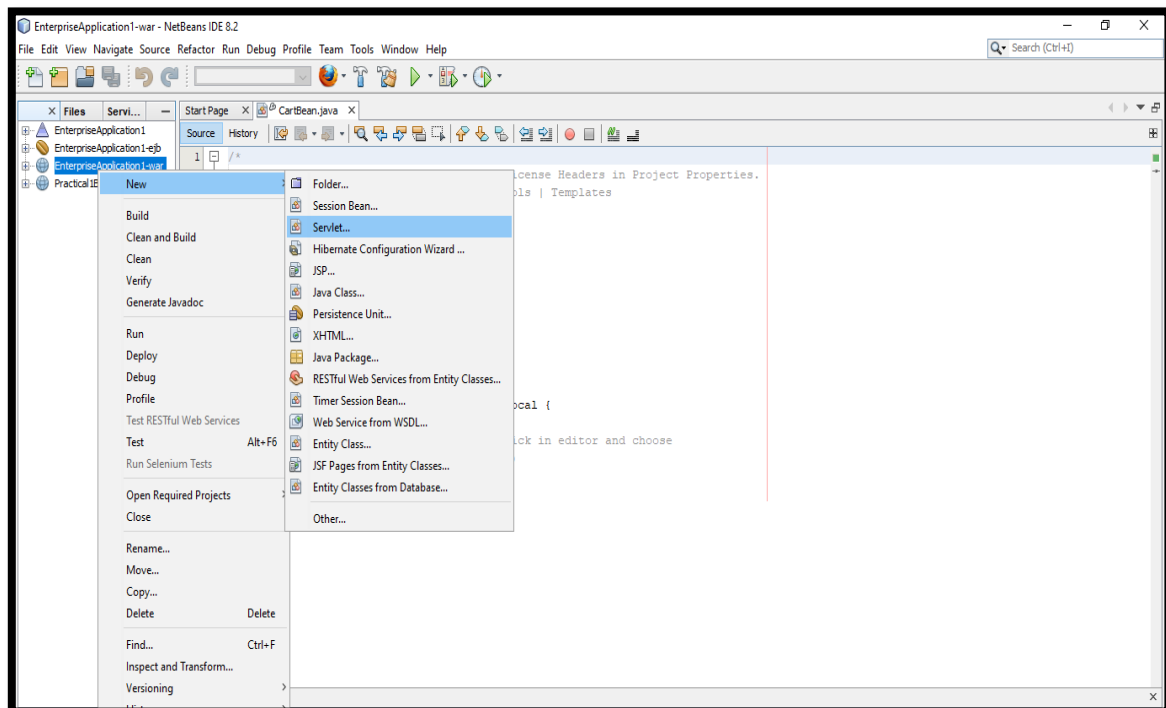 EnterpriseApplication1-war - NetBeans IDE 8.2
File Edit View Navigate Source Refactor Run Debug Profile Team Tools Window Help
Search (Ctrl+I)
Files Servi... Start Page CartBean.java
EnterpriseApplication1
EnterpriseApplication1-ejb
EnterpriseApplication1-war
Practical1E
Source History
1 /*
cense Headers in Project Properties.
ols | Templates
ocal {
ick in editor and choose
New
Build
Clean and Build
Clean
Verify
Generate Javadoc
Run
Deploy
Debug
Profile
Test RESTful Web Services
Test Alt+F6
Run Selenium Tests
Open Required Projects
Close
Rename...
Move...
Copy...
Delete Delete
Find... Ctrl+F
Inspect and Transform...
Versioning
Folder...
Session Bean...
Servlet...
Hibernate Configuration Wizard ...
JSP...
Java Class...
Persistence Unit...
XHTML...
Java Package...
RESTful Web Services from Entity Classes...
Timer Session Bean...
Web Service from WSDL...
Entity Class...
JSF Pages from Entity Classes...
Entity Classes from Database...
Other...